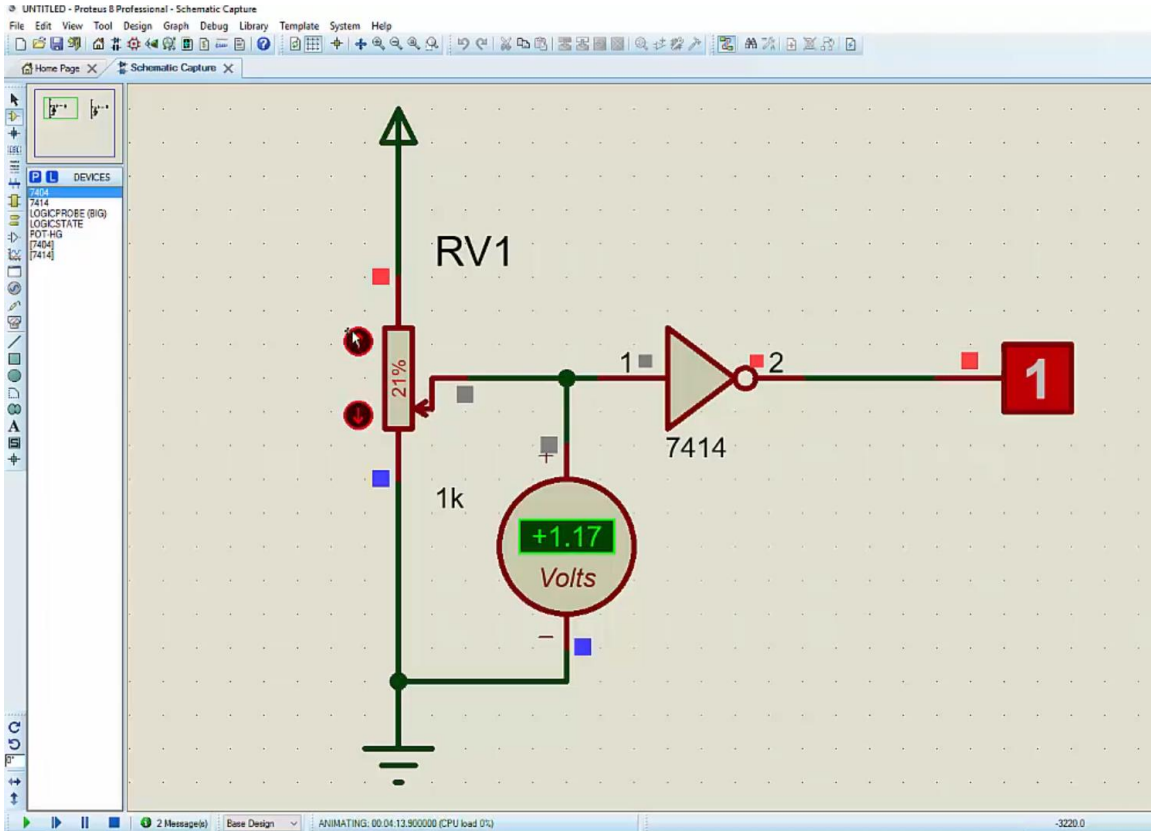 UNTITLED - Proteus 8 Professional - Schematic Capture
File Edit View Tool Design Graph Debug Library Template System Help
Home Page Schematic Capture
P L DEVICES
7404
7414
LOGICPROBE (BIG)
LOGICSTATE
POT-HG
[7404]
[7414]
RV1
21%
1 2
1
7414
+
1k
+1.17
Volts
−
A
0°
2 Message(s) Base Design ANIMATING: 00:04:13.900000 (CPU load 0%) -3220.0